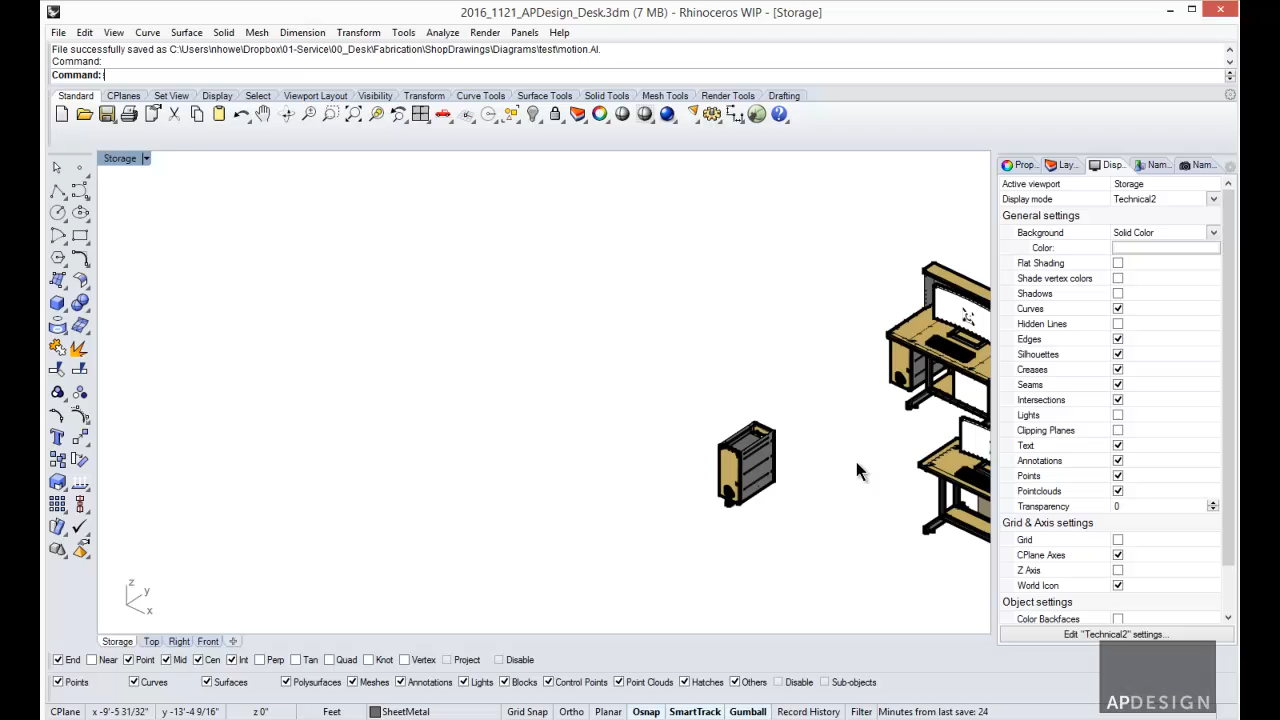 2016_1121_APDesign_Desk.3dm (7 MB) - Rhinoceros WIP - [Storage]
File Edit View Curve Surface Solid Mesh Dimension Transform Tools Analyze Render Panels Help
File successfully saved as C:\Users\nhowe\Dropbox\01-Service\00_Desk\Fabrication\ShopDrawings\Diagrams\test\motion.AI.
Command:
Command:
Standard CPlanes Set View Display Select Viewport Layout Visibility Transform Curve Tools Surface Tools Solid Tools Mesh Tools Render Tools Drafting
Storage
Prop.. Lay... Disp.. Nam... Nam...
Active viewport Storage
Display mode Technical2
General settings
Background Solid Color
Color:
Flat Shading
Shade vertex colors
Shadows
Curves
Hidden Lines
Edges
Silhouettes
Creases
Seams
Intersections
Lights
Clipping Planes
Text
Annotations
Points
Pointclouds
Transparency 0
Grid & Axis settings
Grid
CPlane Axes
Z Axis
World Icon
Object settings
Color Backfaces
Edit "Technical2" settings...
z
y
x
Storage Top Right Front
End Near Point Mid Cen Int Perp Tan Quad Knot Vertex Project Disable
Points Curves Surfaces Polysurfaces Meshes Annotations Lights Blocks Control Points Point Clouds Hatches Others Disable Sub-objects
CPlane x -9'-5 31/32" y -13'-4 9/16" z 0" Feet SheetMetal Grid Snap Ortho Planar Osnap SmartTrack Gumball Record History Filter Minutes from last save: 24
APDESIGN